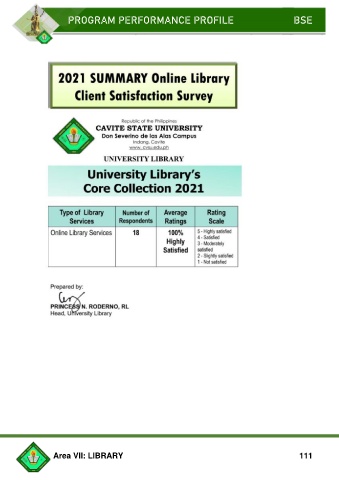 PROGRAM PERFORMANCE PROFILE BSE
2021 SUMMARY Online Library
Client Satisfaction Survey
Republic of the Philippines
CAVITE STATE UNIVERSITY
Don Severino de las Alas Campus
Indang, Cavite
www.cvsu.edu.ph
UNIVERSITY LIBRARY
University Library's
Core Collection 2021
Type of Library Services Number of Respondents Average Ratings Rating Scale
Online Library Services 18 100% Highly Satisfied
5 - Highly satisfied
4 - Satisfied
3 - Moderately
satisfied
2 - Slightly satisfied
1 - Not satisfied
Prepared by:
PRINCESS N. RODERNO, RL
Head, University Library
Area VII: LIBRARY 111